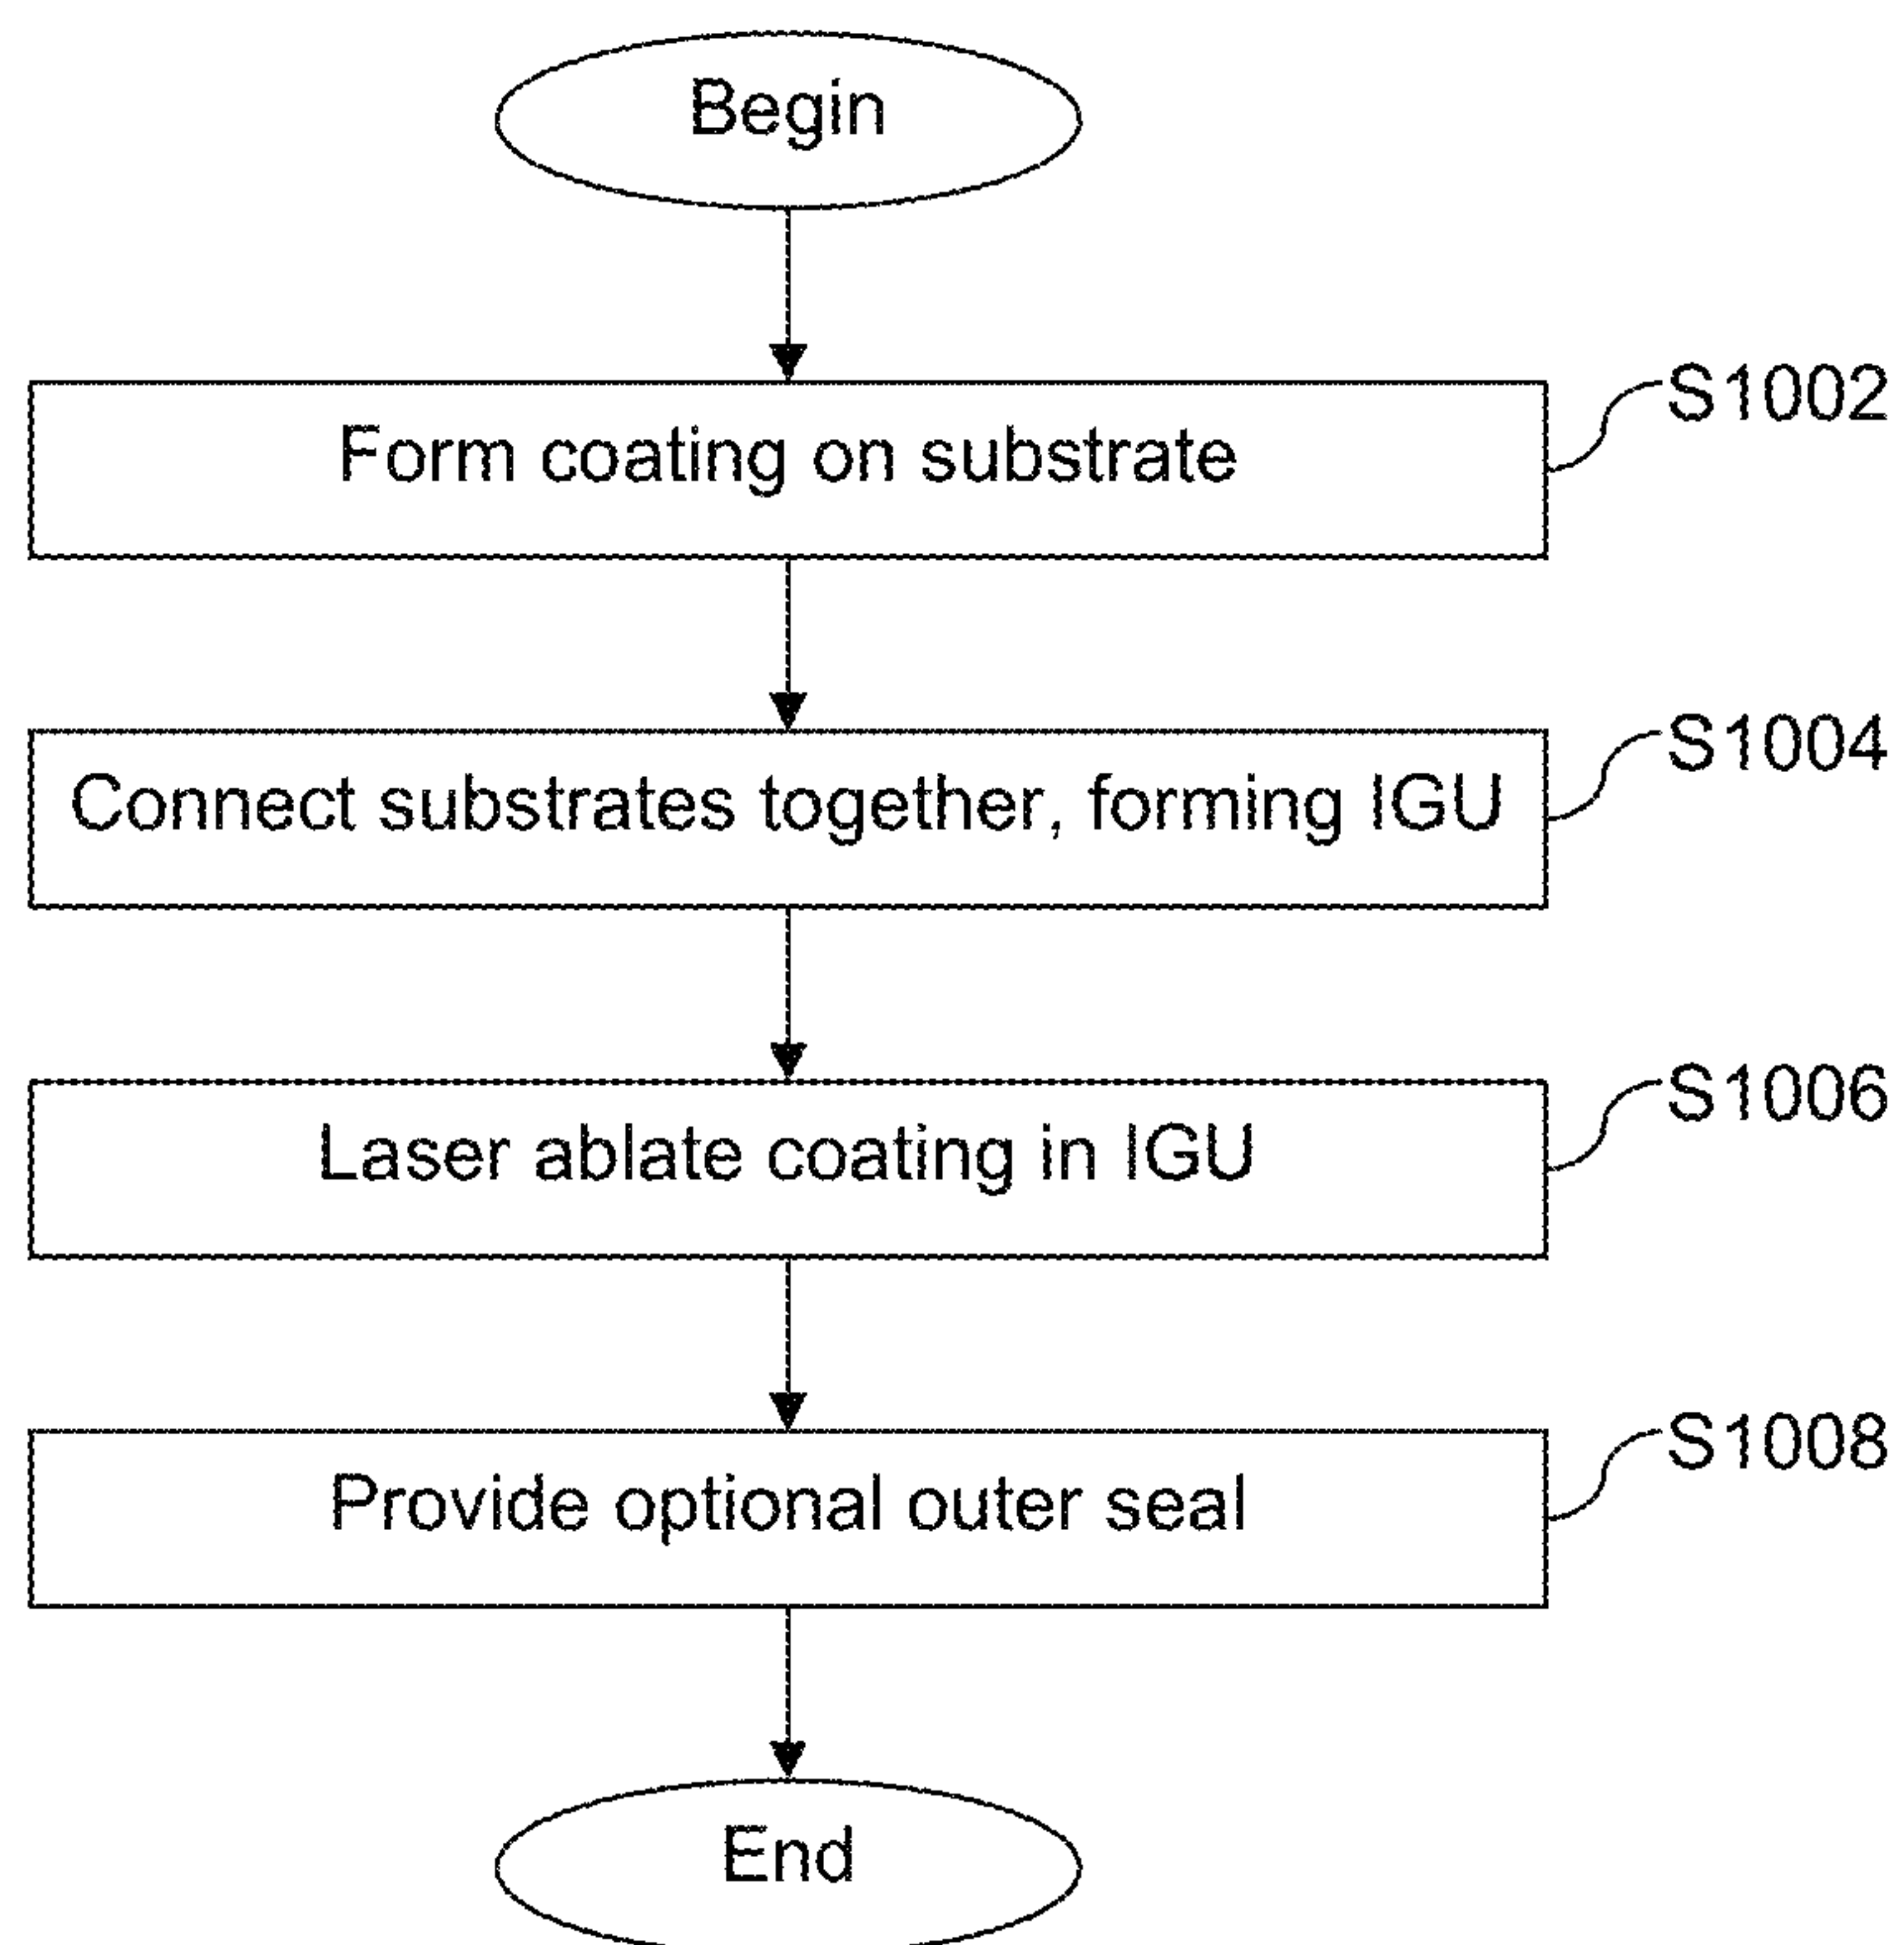 Begin
Form coating on substrate
S1002
Connect substrates together, forming IGU
S1004
Laser ablate coating in IGU
S1006
Provide optional outer seal
S1008
End